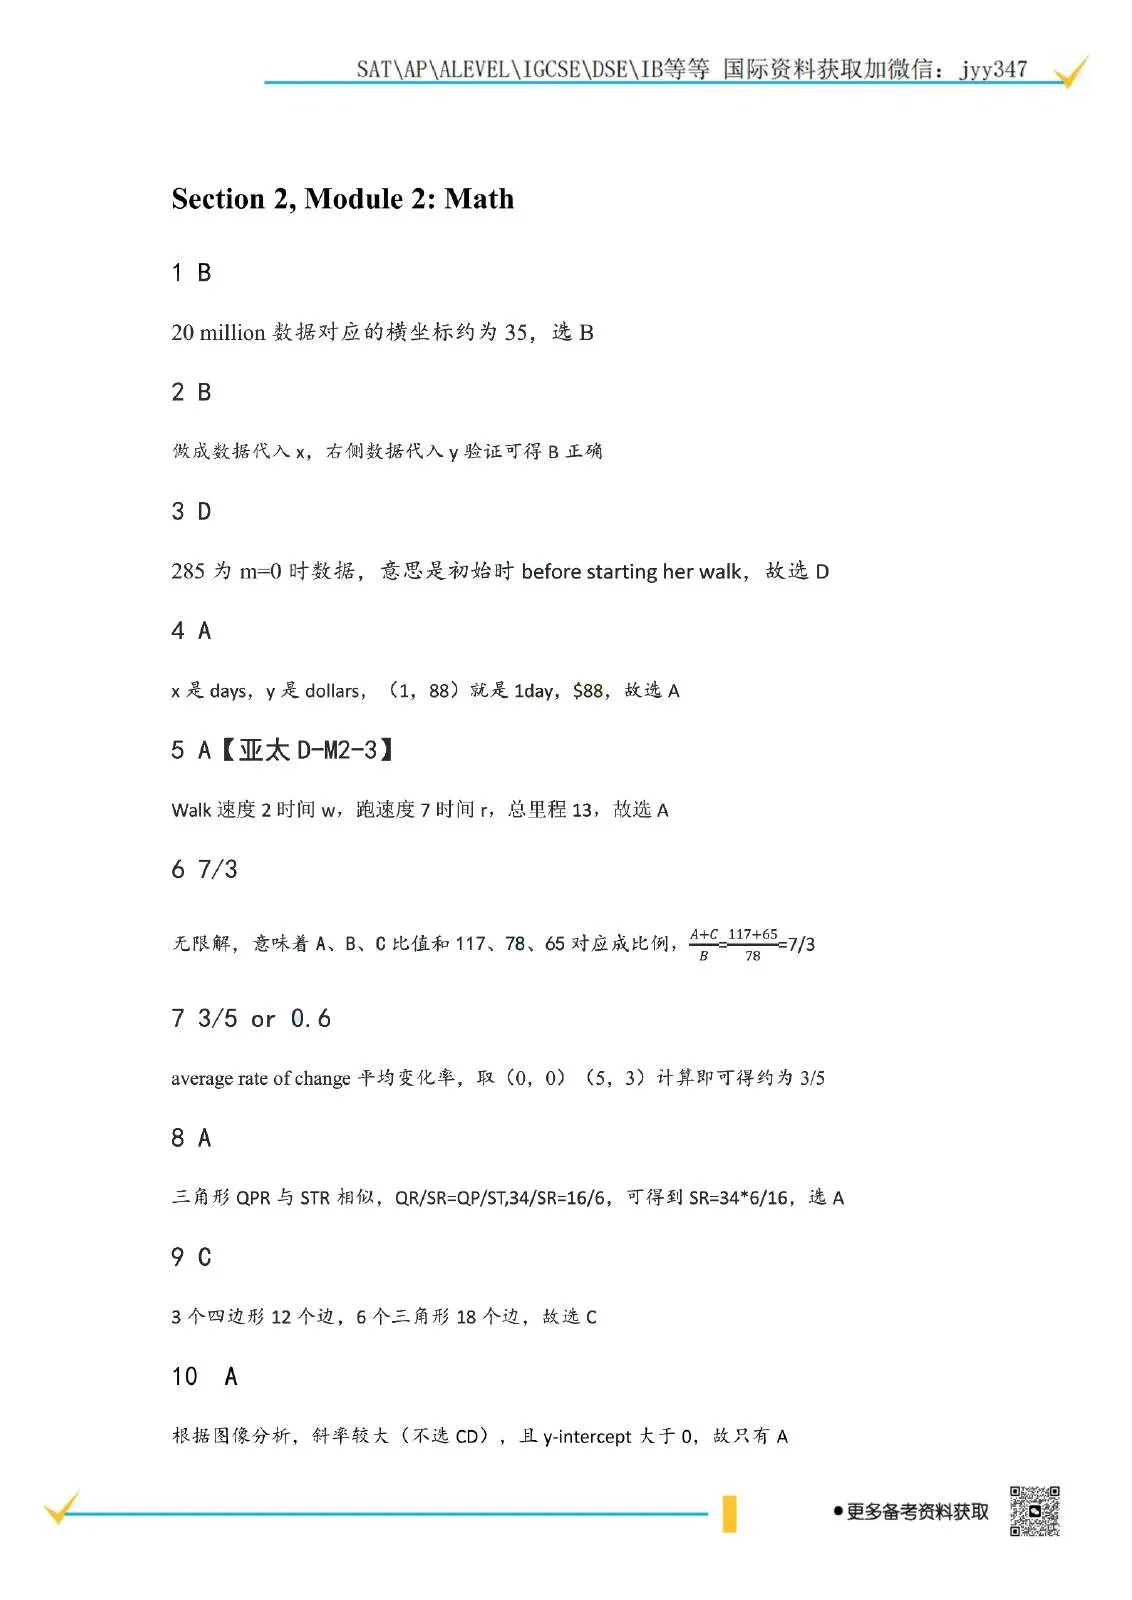 SAT\AP\ALEVEL\IGCSE\DSE\IB等等 国际资料获取加微信：jyy347
Section 2, Module 2: Math
1 B
20 million 数据对应的横坐标约为 35，选 B
2 B
做成数据代入 x，右侧数据代入 y 验证可得 B 正确
3 D
285 为 m=0 时数据，意思是初始时 before starting her walk，故选 D
4 A
x 是 days，y 是 dollars，（1，88）就是 1day，$88，故选 A
5 A【亚太 D-M2-3】
Walk 速度 2 时间 w，跑速度 7 时间 r，总里程 13，故选 A
6 7/3
无限解，意味着 A、B、C 比值和 117、78、65 对应成比例，\frac{A+C}{B}=\frac{117+65}{78}=7/3
7 3/5 or 0.6
average rate of change 平均变化率，取（0，0）（5，3）计算即可得约为 3/5
8 A
三角形 QPR 与 STR 相似，QR/SR=QP/ST,34/SR=16/6，可得到 SR=34*6/16，选 A
9 C
3 个四边形 12 个边，6 个三角形 18 个边，故选 C
10 A
根据图像分析，斜率较大（不选 CD），且 y-intercept 大于 0，故只有 A
●更多备考资料获取